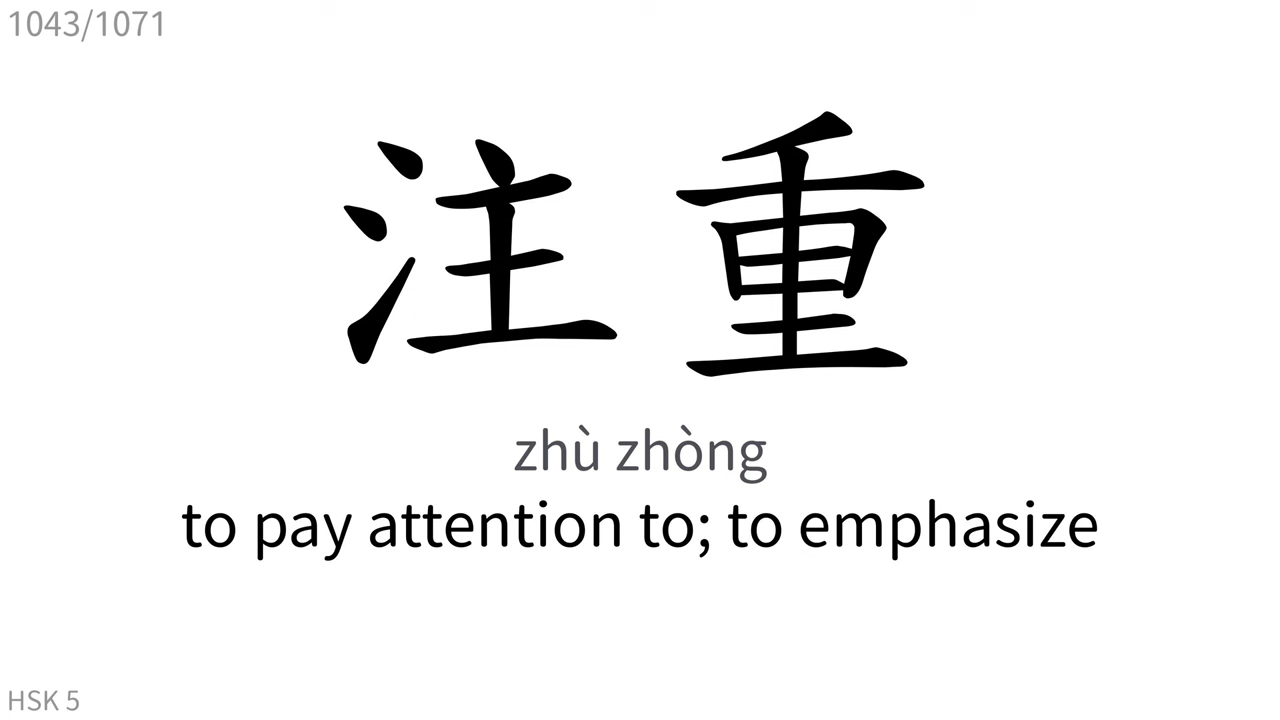 1043/1071
注重
zhù zhòng
to pay attention to; to emphasize
HSK 5